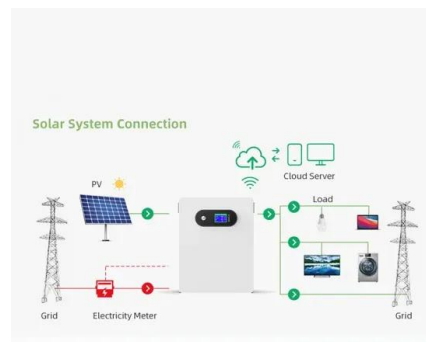 Solar System Connection
Cloud Server
PV
Load
Grid
Electricity Meter
Grid